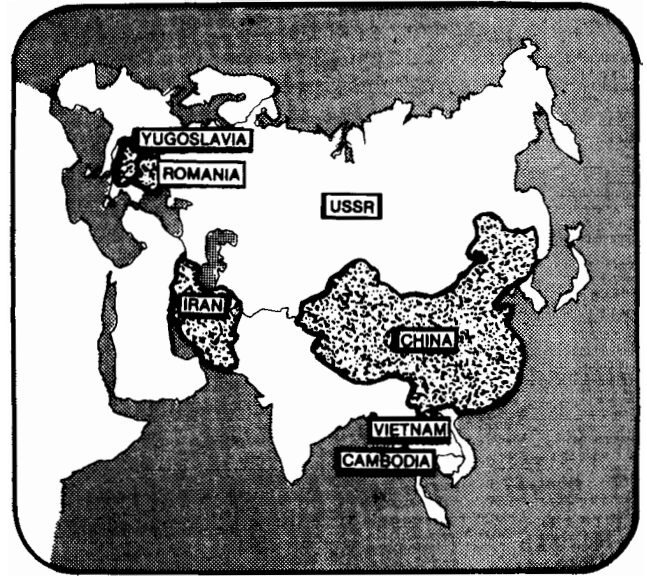 YUGOSLAVIA
ROMANIA
USSR
IRAN
CHINA
VIETNAM
CAMBODIA